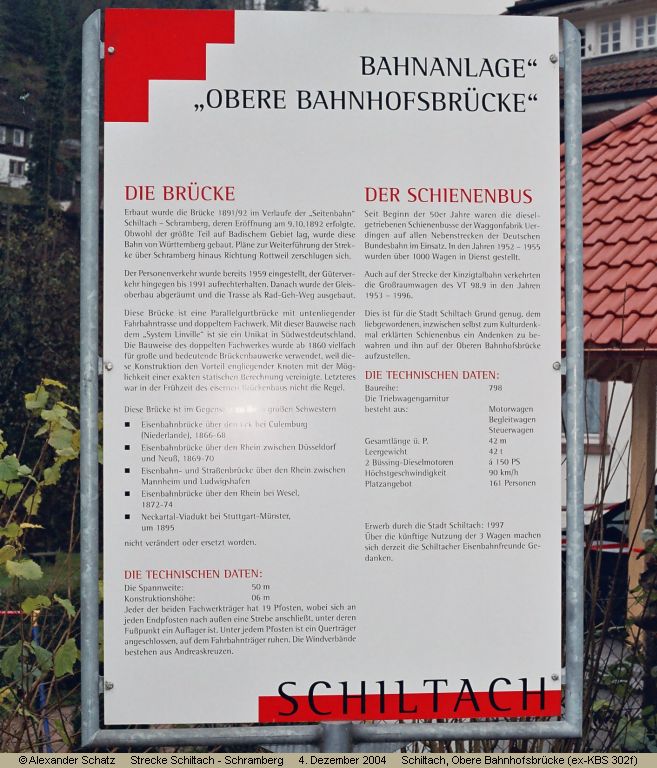 BAHNANLAGE“
„OBERE BAHNHOFSBRÜCKE“
DIE BRÜCKE
Erbaut wurde die Brücke 1891/92 im Verlaufe der „Seitenbahn“
Schiltach – Schramberg, deren Eröffnung am 9.10.1892 erfolgte.
Obwohl der größte Teil auf Badischem Gebiet lag, wurde diese
Bahn von Württemberg gebaut. Pläne zur Weiterführung der Strek-
ke über Schramberg hinaus Richtung Rottweil zerschlugen sich.
Der Personenverkehr wurde bereits 1959 eingestellt, der Güterver-
kehr hingegen bis 1991 aufrechterhalten. Danach wurde der Gleis-
oberbau abgeräumt und die Trasse als Rad-Geh-Weg ausgebaut.
Diese Brücke ist eine Parallelgurtbrücke mit untenliegender
Fahrbahntrasse und doppeltem Fachwerk. Mit dieser Bauweise nach
dem „System Linville“ ist sie ein Unikat in Südwestdeutschland.
Die Bauweise des doppelten Fachwerkes wurde ab 1860 vielfach
für große und bedeutende Brückenbauwerke verwendet, weil die-
se Konstruktion den Vorteil engliegender Knoten mit der Mög-
lichkeit einer exakten statischen Berechnung vereinigte. Letzteres
war in der Frühzeit des eisernen Brückenbaus nicht die Regel.
Diese Brücke ist im Gegensatz großen Schwestern
■ Eisenbahnbrücke über den Lek bei Culemburg
(Niederlande), 1866-68
■ Eisenbahnbrücke über den Rhein zwischen Düsseldorf
und Neuß, 1869-70
■ Eisenbahn- und Straßenbrücke über den Rhein zwischen
Mannheim und Ludwigshafen
■ Eisenbahnbrücke über den Rhein bei Wesel,
1872-74
■ Neckartal-Viadukt bei Stuttgart-Münster,
um 1895
nicht verändert oder ersetzt worden.
DIE TECHNISCHEN DATEN:
Die Spannweite: 50 m
Konstruktionshöhe: 06 m
Jeder der beiden Fachwerkträger hat 19 Pfosten, wobei sich an
jeden Endpfosten nach außen eine Strebe anschließt, unter deren
Fußpunkt ein Auflager ist. Unter jedem Pfosten ist ein Querträger
angeschlossen, auf dem Fahrbahnträger ruhen. Die Windverbände
bestehen aus Andreaskreuzen.
DER SCHIENENBUS
Seit Beginn der 50er Jahre waren die diesel-
getriebenen Schienenbusse der Waggonfabrik Uer-
dingen auf allen Nebenstrecken der Deutschen
Bundesbahn im Einsatz. In den Jahren 1952 – 1955
wurden über 1000 Wagen in Dienst gestellt.
Auch auf der Strecke der Kinzigtalbahn verkehrten
die Großraumwagen des VT 98.9 in den Jahren
1953 – 1996.
Dies ist für die Stadt Schiltach Grund genug, dem
liebgewordenen, inzwischen selbst zum Kulturdenk-
mal erklärten Schienenbus ein Andenken zu be-
wahren und ihn auf der Oberen Bahnhofsbrücke
aufzustellen.
DIE TECHNISCHEN DATEN:
Baureihe: 798
Die Triebwagengarnitur
besteht aus: Motorwagen
Begleitwagen
Steuerwagen
Gesamtlänge ü. P. 42 m
Leergewicht 42 t
2 Büssing-Dieselmotoren á 150 PS
Höchstgeschwindigkeit 90 km/h
Platzangebot 161 Personen
Erwerb durch die Stadt Schiltach: 1997
Über die künftige Nutzung der 3 Wagen machen
sich derzeit die Schiltacher Eisenbahnfreunde Ge-
danken.
SCHILTACH
© Alexander Schatz Strecke Schiltach - Schramberg 4. Dezember 2004 Schiltach, Obere Bahnhofsbrücke (ex-KBS 302f)